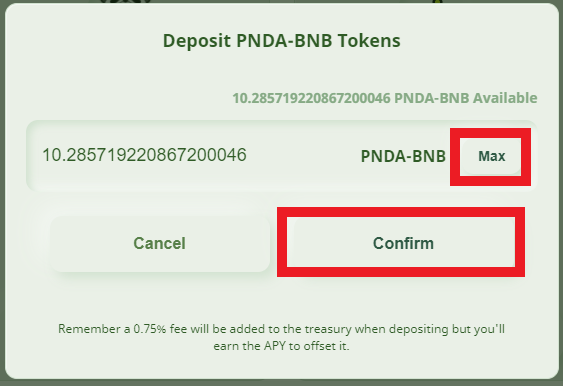 Deposit PNDA-BNB Tokens
10.285719220867200046 PNDA-BNB Available
10.285719220867200046 PNDA-BNB Max
Cancel Confirm
Remember a 0.75% fee will be added to the treasury when depositing but you'll
earn the APY to offset it.